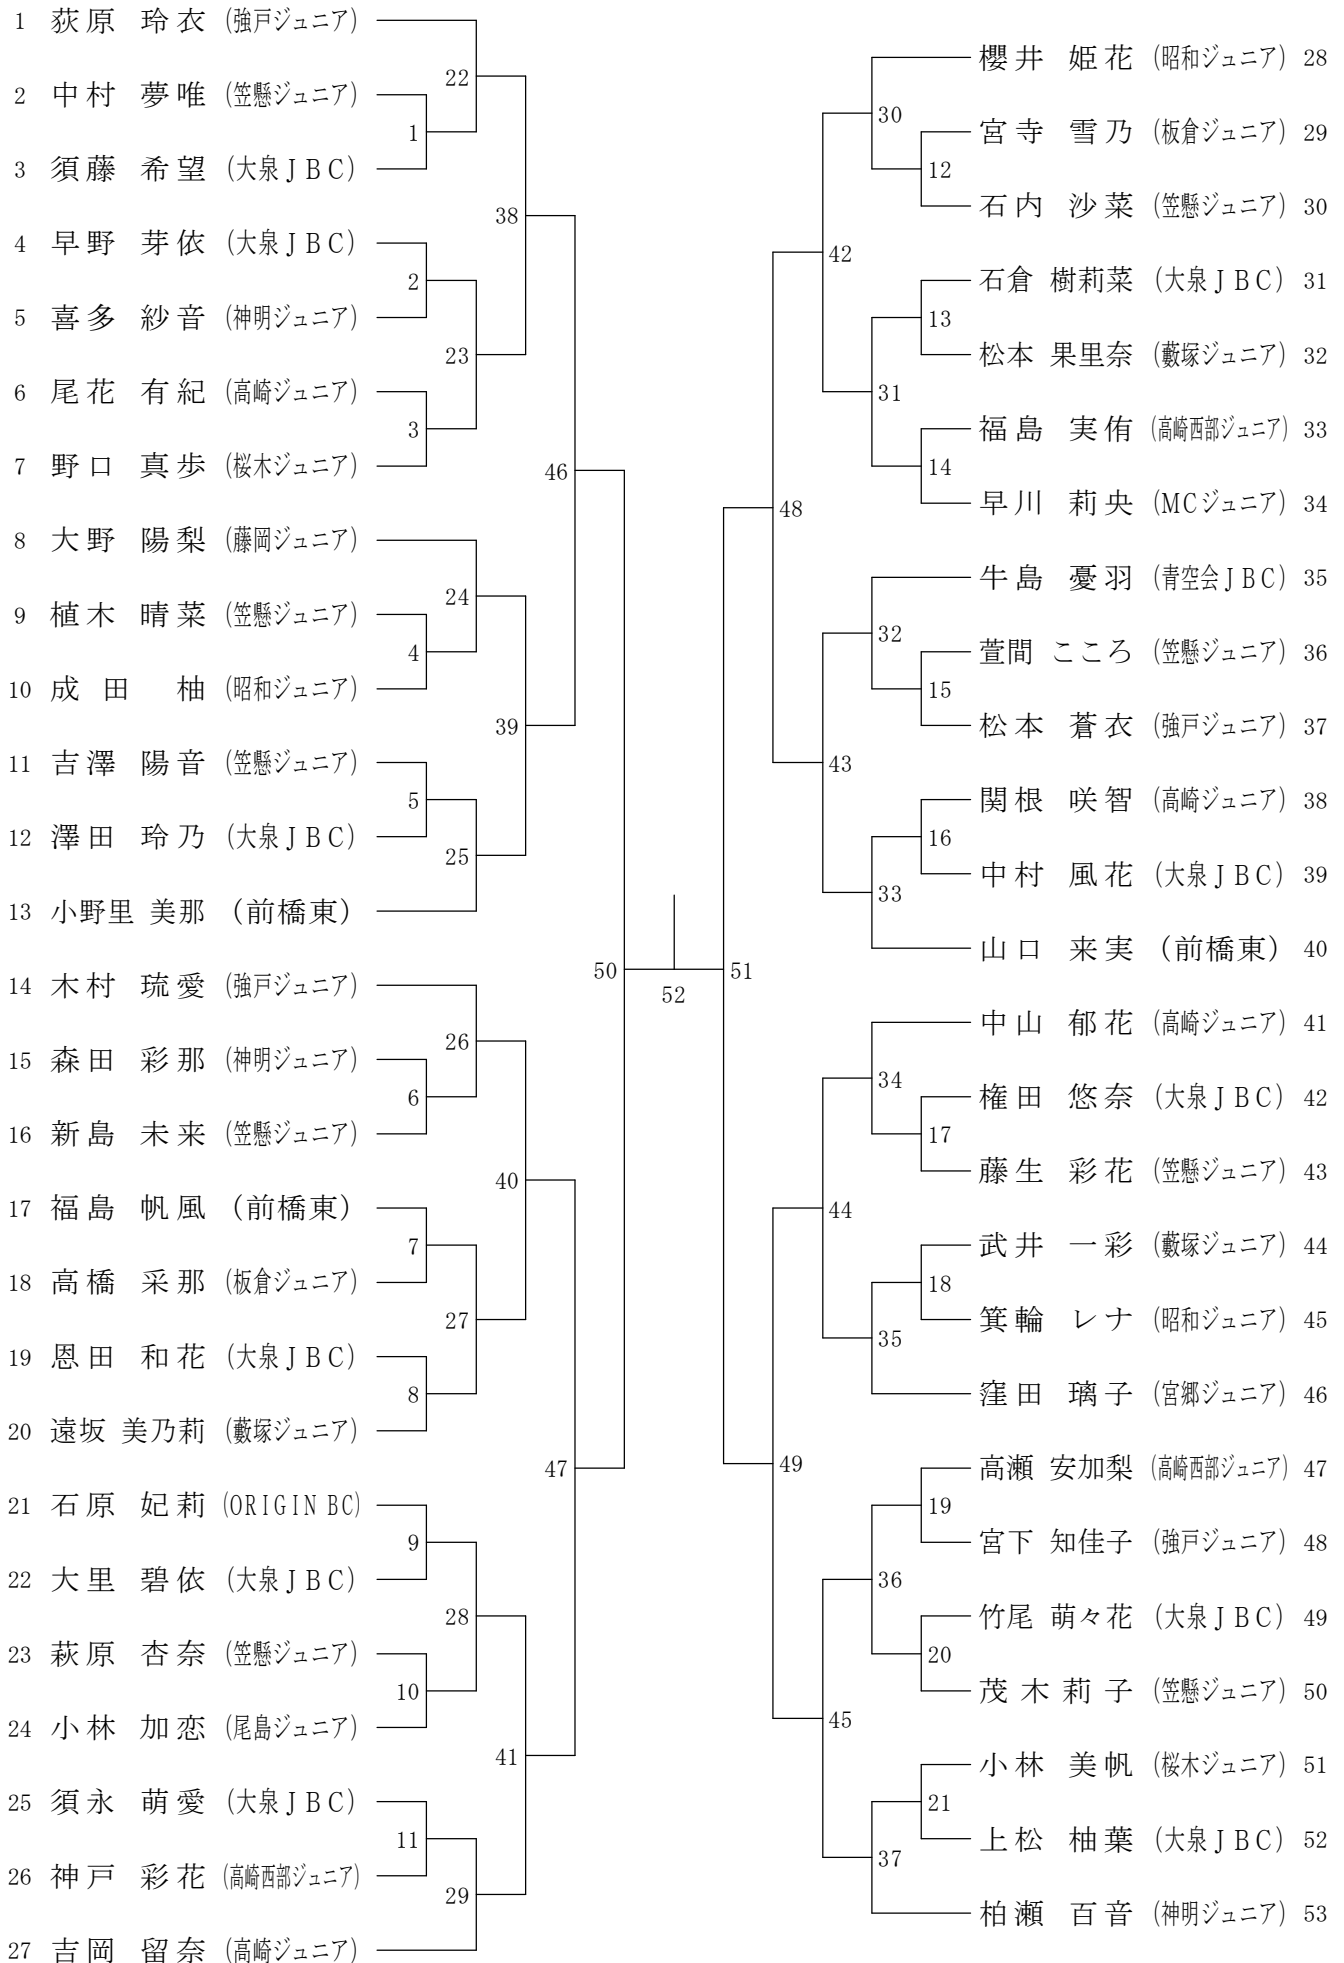 1 荻原 玲衣 (強戸ジュニア)
2 中村 夢唯 (笠懸ジュニア)
3 須藤 希望 (大泉ＪＢＣ)
4 早野 芽依 (大泉ＪＢＣ)
5 喜多 紗音 (神明ジュニア)
6 尾花 有紀 (高崎ジュニア)
7 野口 真歩 (桜木ジュニア)
8 大野 陽梨 (藤岡ジュニア)
9 植木 晴菜 (笠懸ジュニア)
10 成田 柚 (昭和ジュニア)
11 吉澤 陽音 (笠懸ジュニア)
12 澤田 玲乃 (大泉ＪＢＣ)
13 小野里 美那 (前橋東)
14 木村 琉愛 (強戸ジュニア)
15 森田 彩那 (神明ジュニア)
16 新島 未来 (笠懸ジュニア)
17 福島 帆風 (前橋東)
18 高橋 采那 (板倉ジュニア)
19 恩田 和花 (大泉ＪＢＣ)
20 遠坂 美乃莉 (藪塚ジュニア)
21 石原 妃莉 (ORIGIN BC)
22 大里 碧依 (大泉ＪＢＣ)
23 萩原 杏奈 (笠懸ジュニア)
24 小林 加恋 (尾島ジュニア)
25 須永 萌愛 (大泉ＪＢＣ)
26 神戸 彩花 (高崎西部ジュニア)
27 吉岡 留奈 (高崎ジュニア)
1
2
3
4
5
6
7
8
9
10
11
22
23
24
25
26
27
28
29
38
39
40
41
46
47
50
52
51
48
49
42
43
44
45
30
31
32
33
34
35
36
37
12
13
14
15
16
17
18
19
20
21
櫻井 姫花 (昭和ジュニア) 28
宮寺 雪乃 (板倉ジュニア) 29
石内 沙菜 (笠懸ジュニア) 30
石倉 樹莉菜 (大泉ＪＢＣ) 31
松本 果里奈 (藪塚ジュニア) 32
福島 実侑 (高崎西部ジュニア) 33
早川 莉央 (MCジュニア) 34
牛島 憂羽 (青空会ＪＢＣ) 35
萱間 こころ (笠懸ジュニア) 36
松本 蒼衣 (強戸ジュニア) 37
関根 咲智 (高崎ジュニア) 38
中村 風花 (大泉ＪＢＣ) 39
山口 来実 (前橋東) 40
中山 郁花 (高崎ジュニア) 41
権田 悠奈 (大泉ＪＢＣ) 42
藤生 彩花 (笠懸ジュニア) 43
武井 一彩 (藪塚ジュニア) 44
箕輪 レナ (昭和ジュニア) 45
窪田 璃子 (宮郷ジュニア) 46
高瀬 安加梨 (高崎西部ジュニア) 47
宮下 知佳子 (強戸ジュニア) 48
竹尾 萌々花 (大泉ＪＢＣ) 49
茂木莉子 (笠懸ジュニア) 50
小林 美帆 (桜木ジュニア) 51
上松 柚葉 (大泉ＪＢＣ) 52
柏瀬 百音 (神明ジュニア) 53